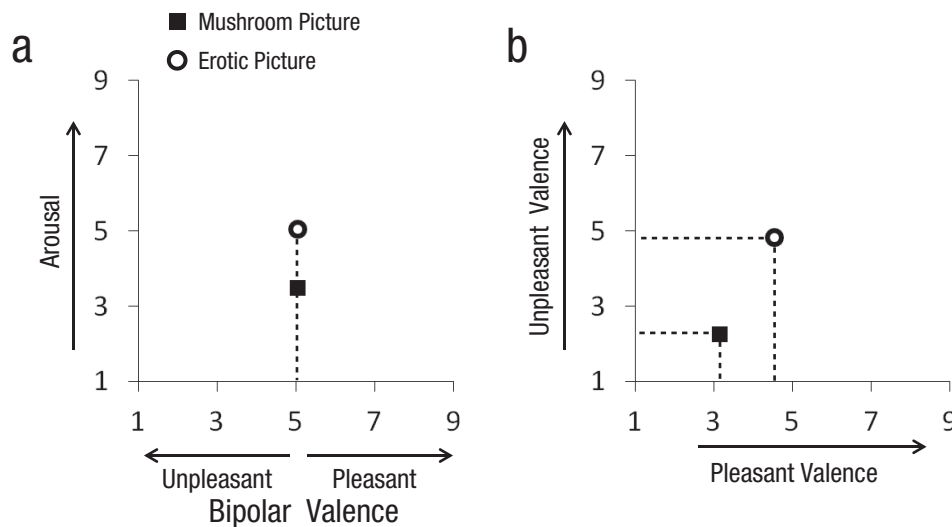 a
Mushroom Picture
Erotic Picture
9
7
5
3
1
Arousal
1 3 5 7 9
Unpleasant Pleasant
Bipolar Valence
b
9
7
5
3
1
Unpleasant Valence
1 3 5 7 9
Pleasant Valence